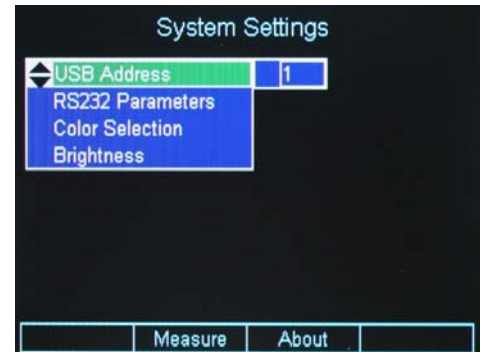 System Settings
USB Address 1
RS232 Parameters
Color Selection
Brightness
Measure About